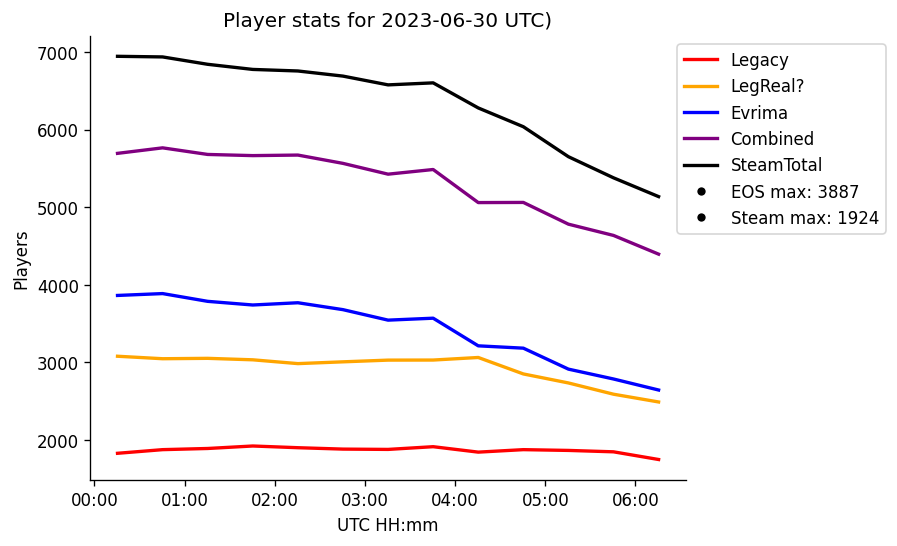 Player stats for 2023-06-30 UTC)
7000
6000
5000
4000
3000
2000
Players
00:00 01:00 02:00 03:00 04:00 05:00 06:00
UTC HH:mm
Legacy
LegReal?
Evrima
Combined
SteamTotal
EOS max: 3887
Steam max: 1924